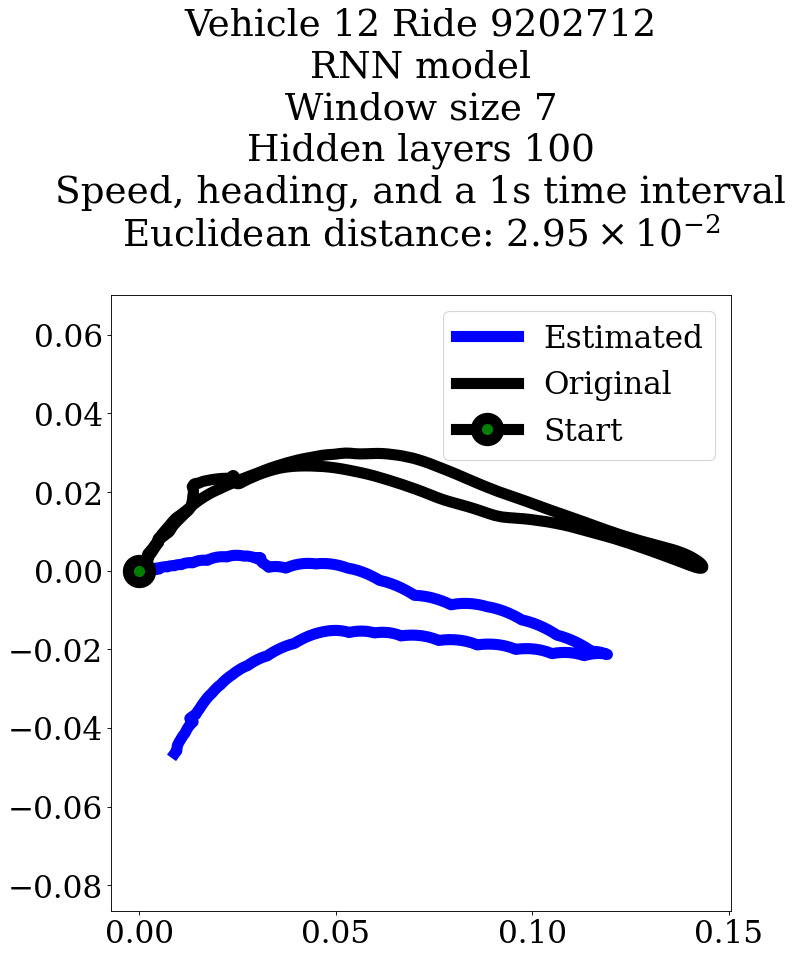 Vehicle 12 Ride 9202712
RNN model
Window size 7
Hidden layers 100
Speed, heading, and a 1s time interval
Euclidean distance: 2.95 × 10⁻²
Estimated
Original
Start
0.06
0.04
0.02
0.00
−0.02
−0.04
−0.06
−0.08
0.00 0.05 0.10 0.15